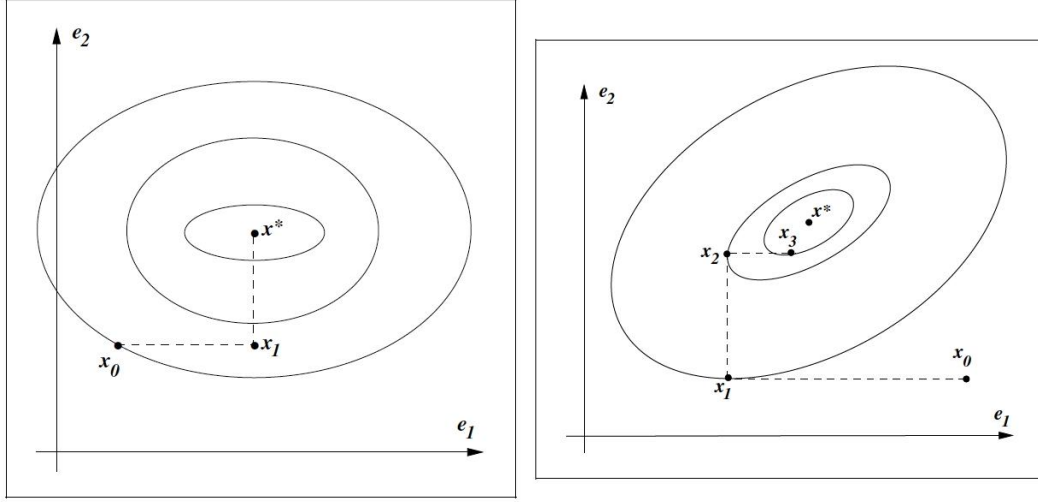 e₂
x*
x₀
x₁
e₁
e₂
x*
x₃
x₂
x₀
x₁
e₁